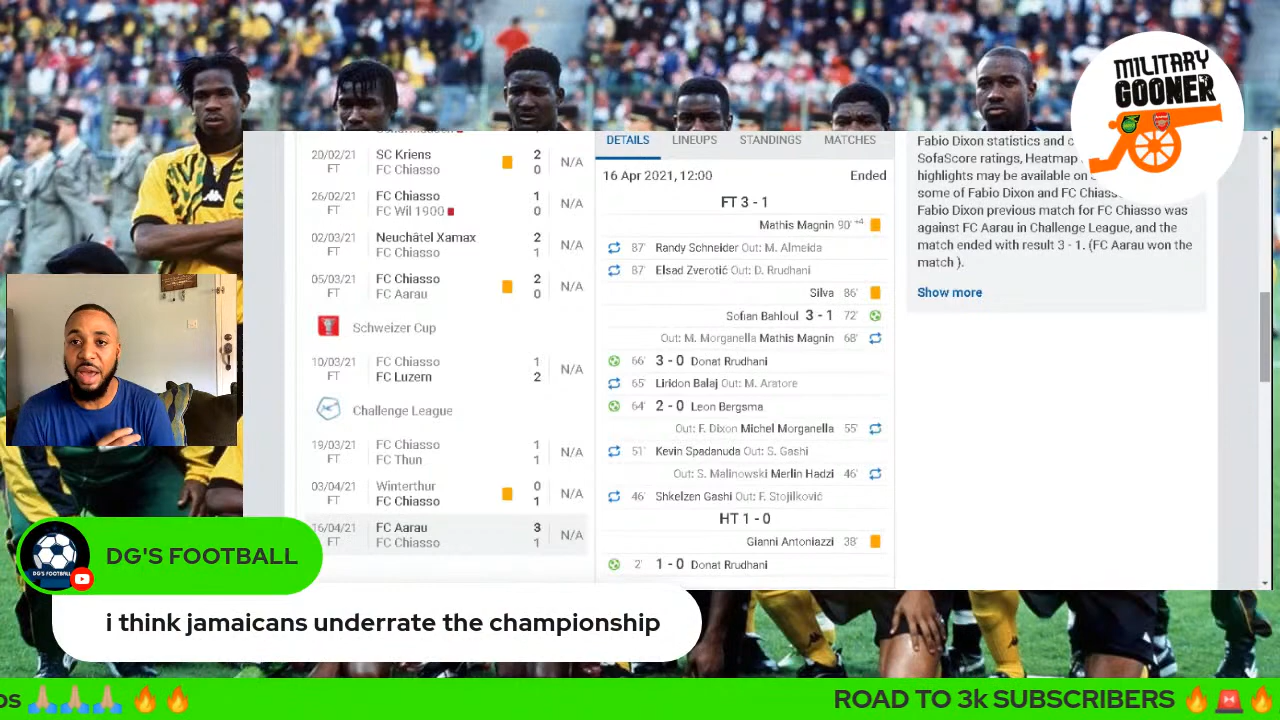 MILITARY
GOONER
20/02/21 SC Kriens 2
FT FC Chiasso 0 N/A
26/02/21 FC Chiasso 1
FT FC Wil 1900 0 N/A
02/03/21 Neuchâtel Xamax 2
FT FC Chiasso 1 N/A
05/03/21 FC Chiasso 2
FT FC Aarau 0 N/A
Schweizer Cup
10/03/21 FC Chiasso 1
FT FC Luzern 2 N/A
Challenge League
19/03/21 FC Chiasso 1
FT FC Thun 1 N/A
03/04/21 Winterthur 0
FT FC Chiasso 1 N/A
16/04/21 FC Aarau 3
FT FC Chiasso 1 N/A
DETAILS LINEUPS STANDINGS MATCHES
16 Apr 2021, 12:00 Ended
FT 3 - 1
Mathis Magnin 90'+4
87' Randy Schneider Out: M. Almeida
87' Elsad Zverotić Out: D. Rrudhani
Silva 86'
Sofian Bahloul 3 - 1 72'
Out: M. Morganella Mathis Magnin 68'
66' 3 - 0 Donat Rrudhani
65' Liridon Balaj Out: M. Aratore
64' 2 - 0 Leon Bergsma
Out: F. Dixon Michel Morganella 55'
51' Kevin Spadanuda Out: S. Gashi
Out: S. Malinowski Merlin Hadzi 46'
46' Shkelzen Gashi Out: F. Stojilković
HT 1 - 0
Gianni Antoniazzi 38'
2' 1 - 0 Donat Rrudhani
Fabio Dixon statistics and c
SofaScore ratings, Heatmap
highlights may be available on
some of Fabio Dixon and FC Chiass
Fabio Dixon previous match for FC Chiasso was
against FC Aarau in Challenge League, and the
match ended with result 3 - 1. (FC Aarau won the
match ).
Show more
DG'S FOOTBALL
DG'S FOOTBALL
i think jamaicans underrate the championship
os 🙏🏽🙏🏽🙏🏽 🔥🔥 ROAD TO 3k SUBSCRIBERS 🔥🚨🔥